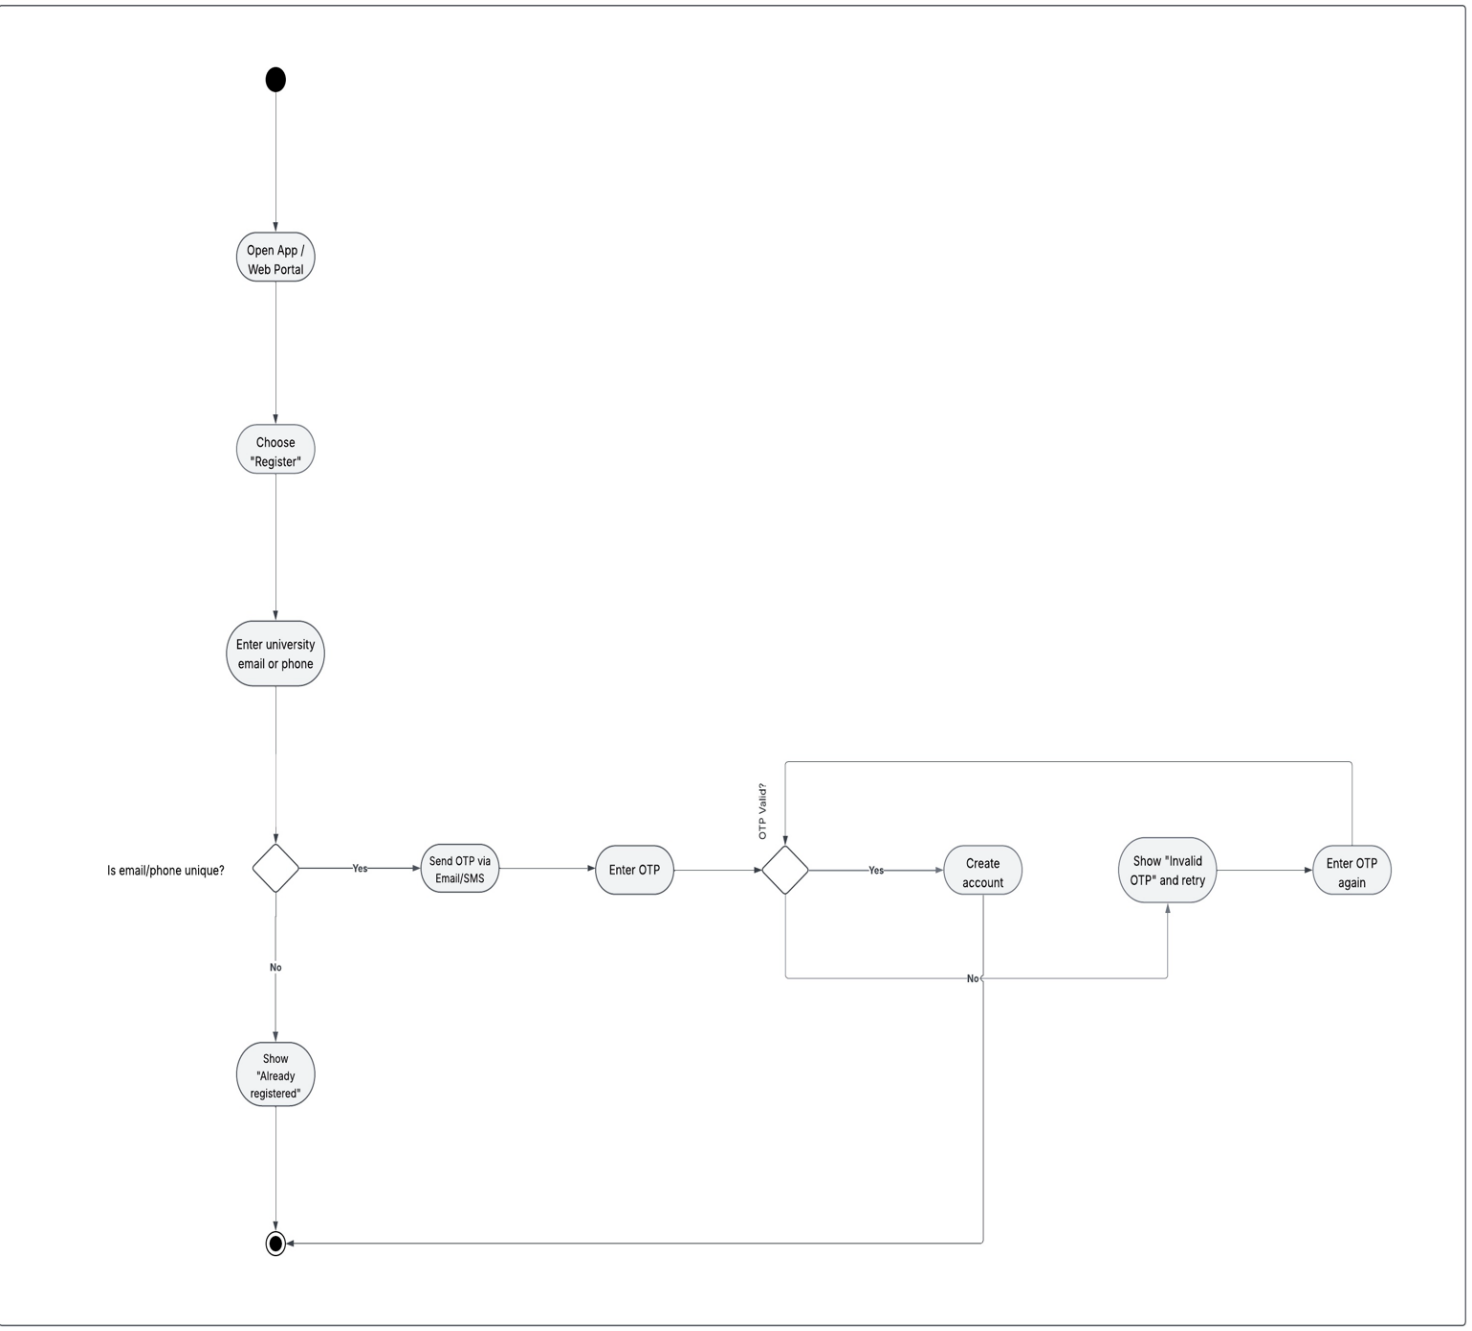 Open App /
Web Portal
Choose
"Register"
Enter university
email or phone
Is email/phone unique?
Yes
Send OTP via
Email/SMS
Enter OTP
OTP Valid?
Yes
Create
account
Show "Invalid
OTP" and retry
Enter OTP
again
No
No
Show
"Already
registered"